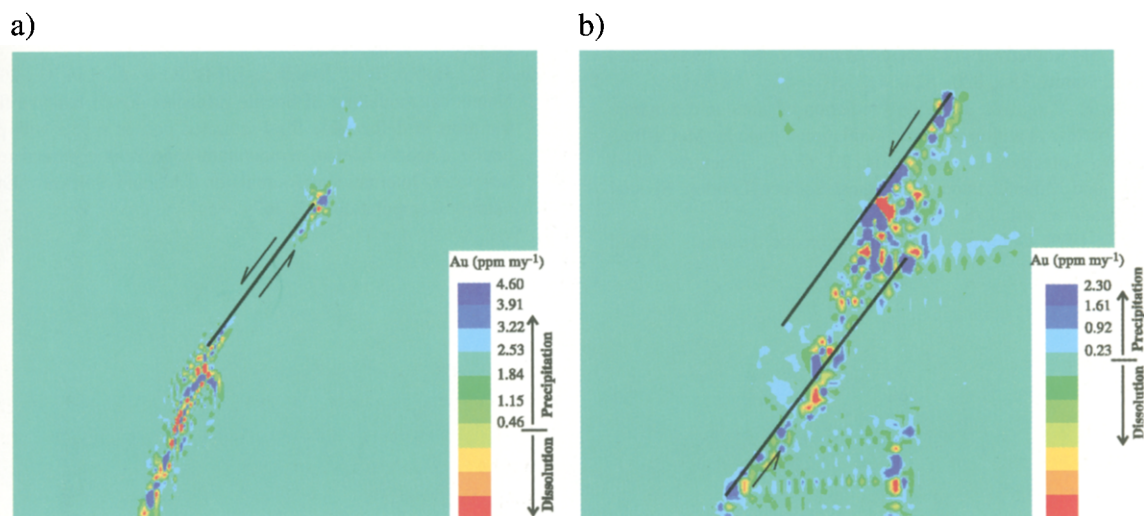 a)
b)
Au (ppm my-1)
4.60
3.91
3.22
2.53
1.84
1.15
0.46
Precipitation
Dissolution
Au (ppm my-1)
2.30
1.61
0.92
0.23
Precipitation
Dissolution